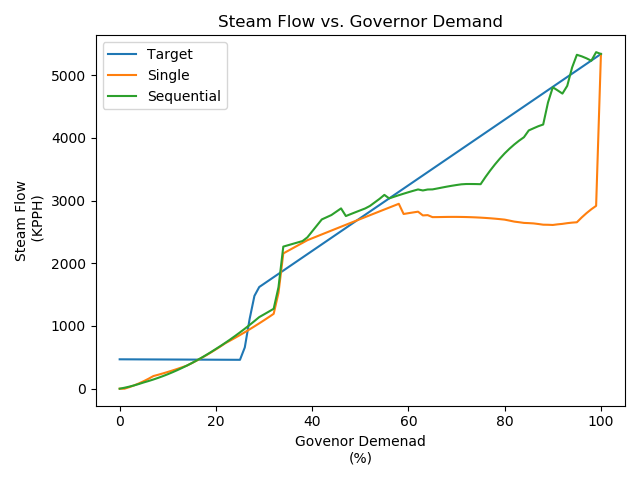 Steam Flow vs. Governor Demand
Target
Single
Sequential
5000
4000
3000
2000
1000
0
Steam Flow
(KPPH)
0 20 40 60 80 100
Govenor Demenad
(%)